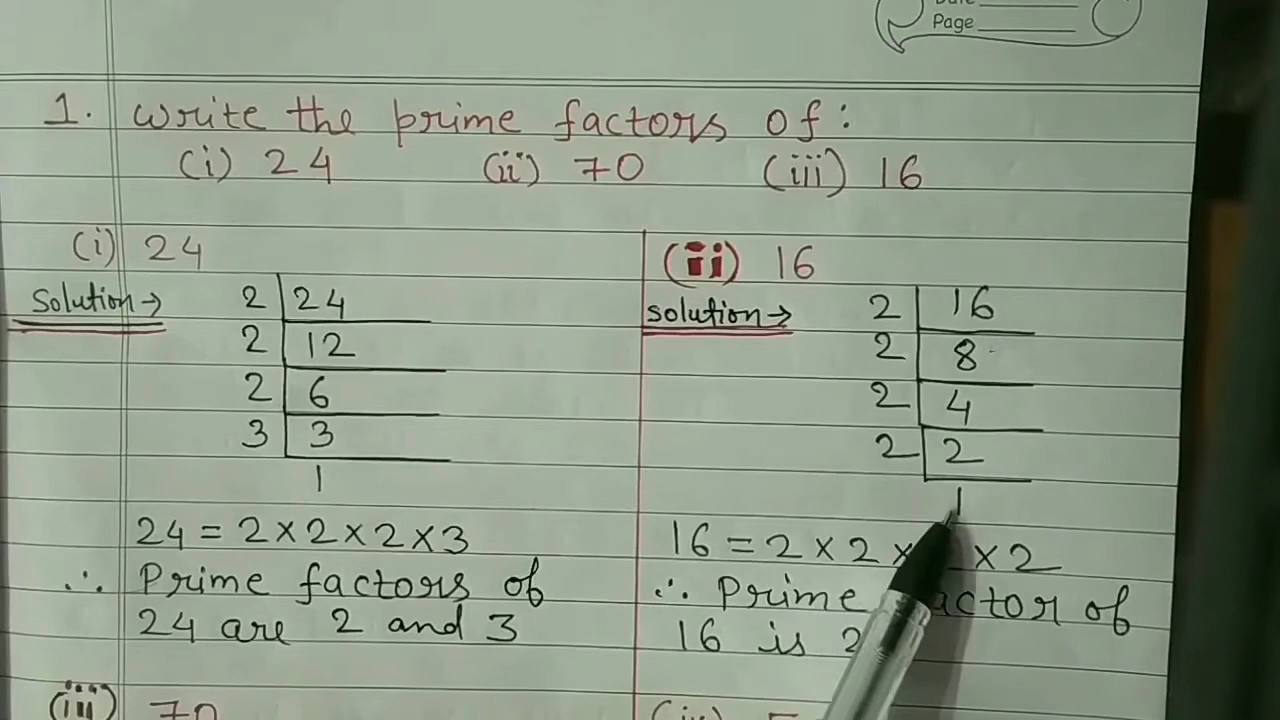 Page
1. Write the prime factors of:
(i) 24 (ii) 70 (iii) 16
(i) 24
Solution→
2 24
2 12
2 6
3 3
1
24 = 2×2×2×3
∴ Prime factors of
24 are 2 and 3
(ii) 16
solution→
2 16
2 8
2 4
2 2
1
16 = 2×2× ×2
∴ Prime factor of
16 is 2
(iii) 70